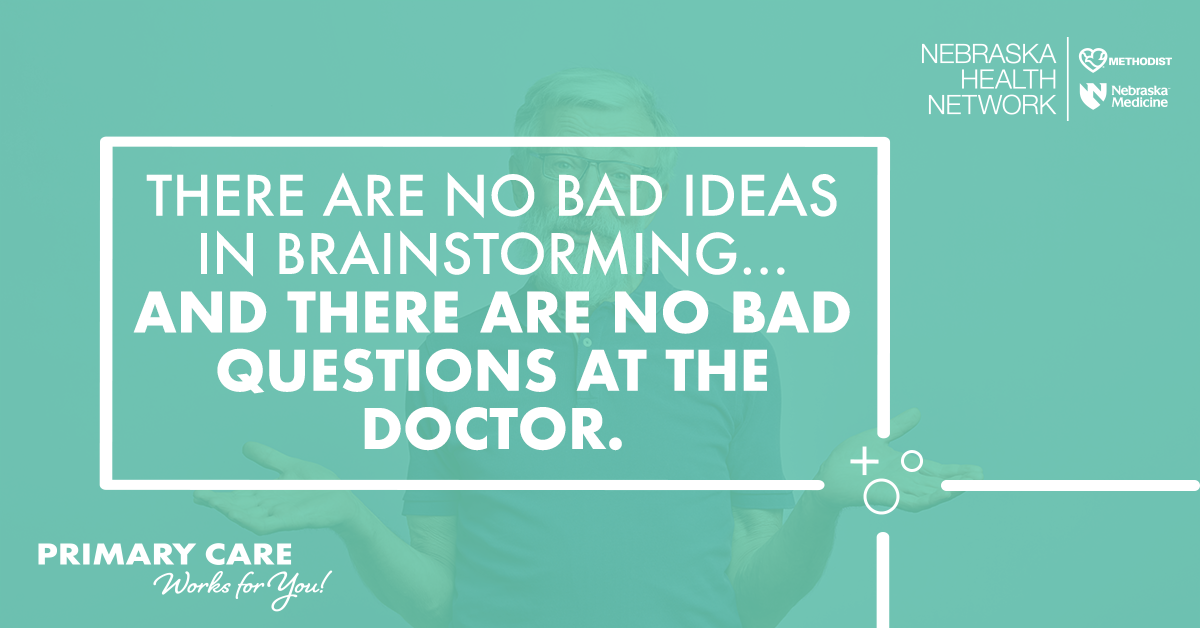 NEBRASKA
HEALTH
NETWORK
METHODIST
Nebraska
Medicine
THERE ARE NO BAD IDEAS
IN BRAINSTORMING...
AND THERE ARE NO BAD
QUESTIONS AT THE
DOCTOR.
PRIMARY CARE
Works for You!